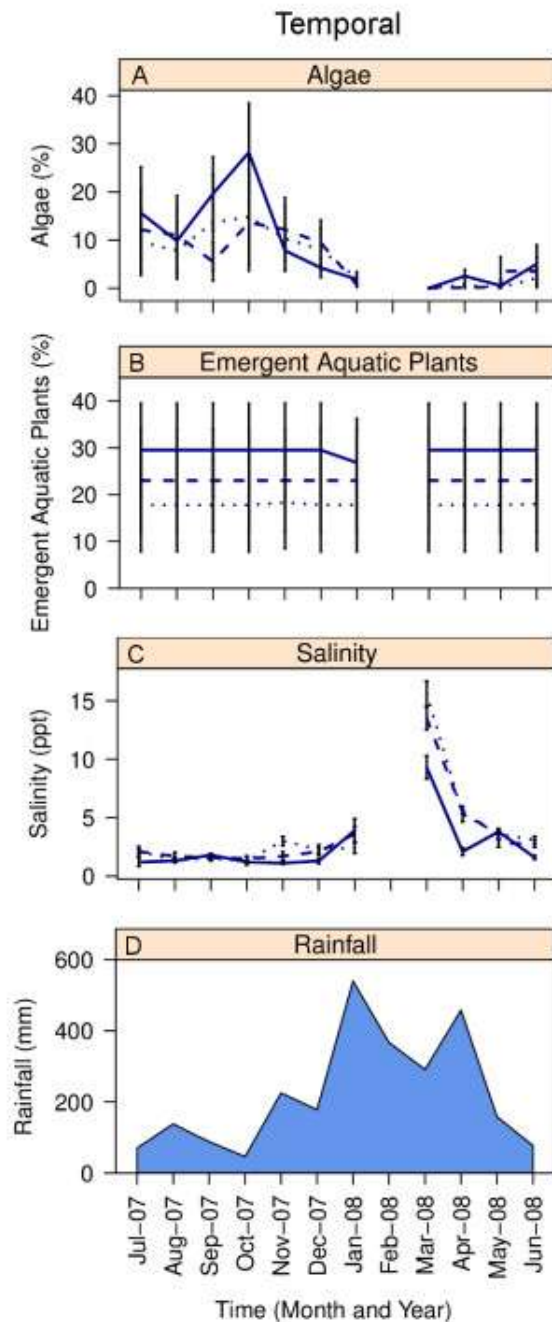 Temporal
A Algae
40
30
20
10
0
Algae (%)
B Emergent Aquatic Plants
40
30
20
10
0
Emergent Aquatic Plants (%)
C Salinity
15
10
5
0
Salinity (ppt)
D Rainfall
600
400
200
0
Rainfall (mm)
Jul-07
Aug-07
Sep-07
Oct-07
Nov-07
Dec-07
Jan-08
Feb-08
Mar-08
Apr-08
May-08
Jun-08
Time (Month and Year)